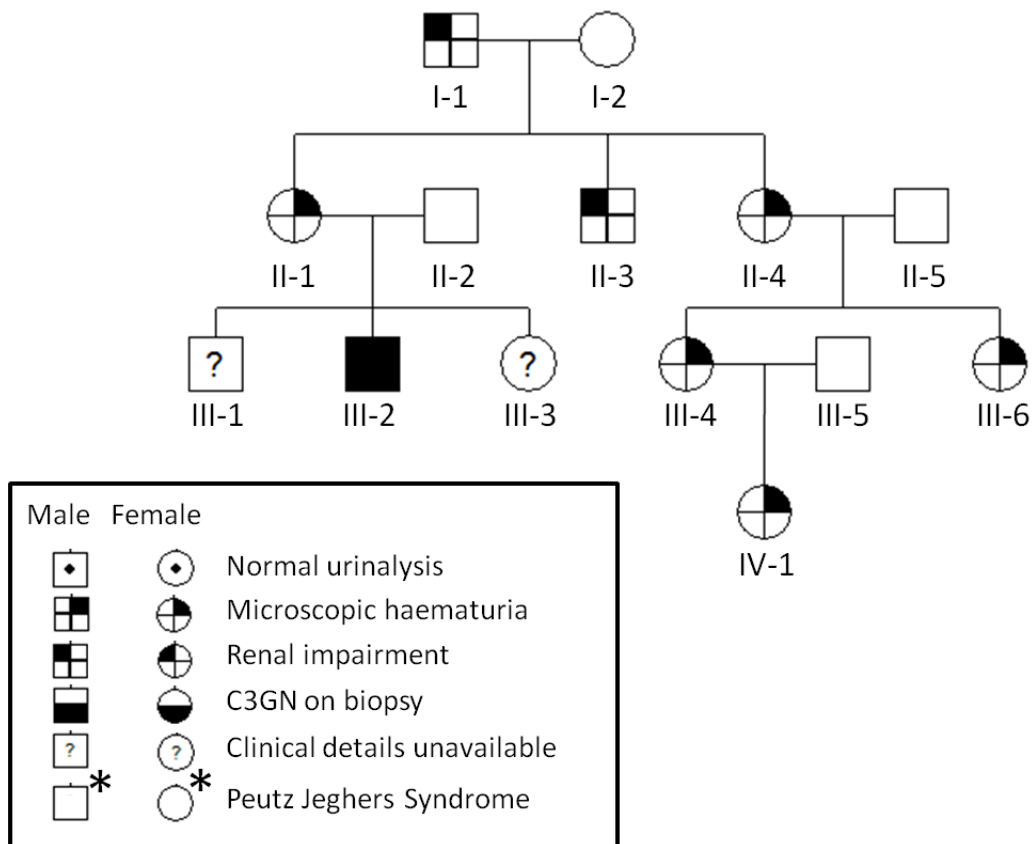 I-1 I-2
II-1 II-2 II-3 II-4 II-5
? ?
III-1 III-2 III-3 III-4 III-5 III-6
IV-1
Male Female
Normal urinalysis
Microscopic haematuria
Renal impairment
C3GN on biopsy
? ? Clinical details unavailable
* * Peutz Jeghers Syndrome